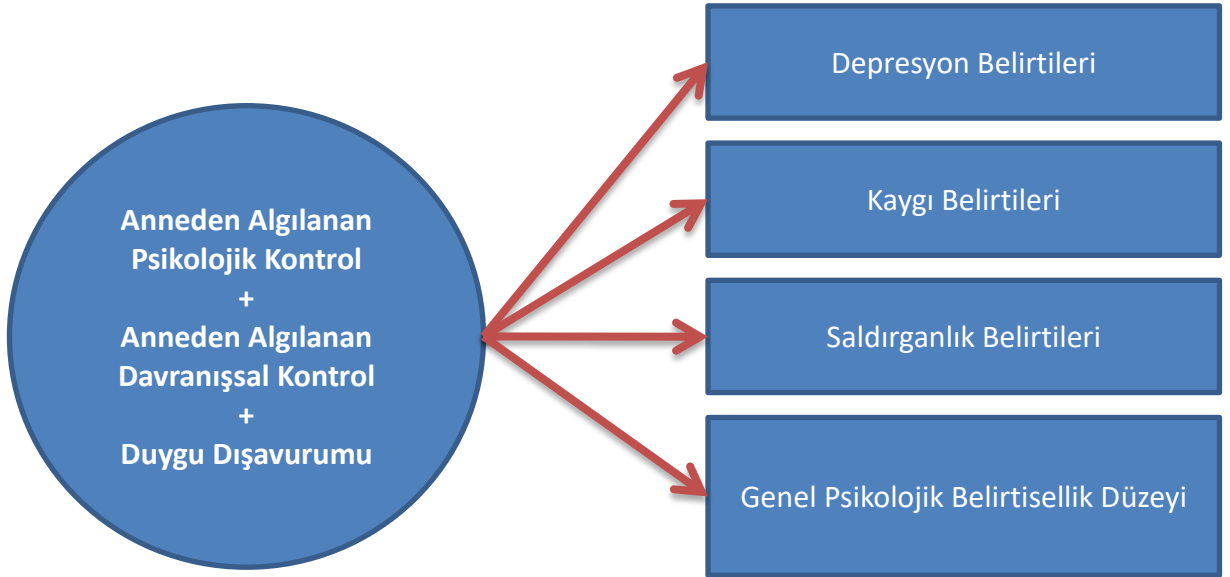 Anneden Algılanan
Psikolojik Kontrol
+
Anneden Algılanan
Davranışsal Kontrol
+
Duygu Dışavurumu
Depresyon Belirtileri
Kaygı Belirtileri
Saldırganlık Belirtileri
Genel Psikolojik Belirtisellik Düzeyi